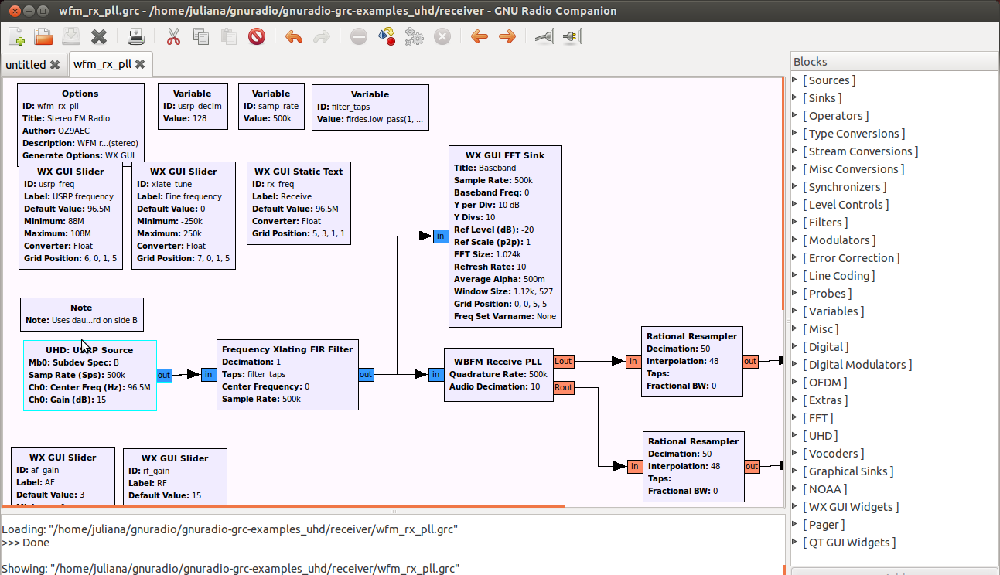 wfm_rx_pll.grc - /home/juliana/gnuradio/gnuradio-grc-examples_uhd/receiver - GNU Radio Companion
untitled
wfm_rx_pll
Options
ID: wfm_rx_pll
Title: Stereo FM Radio
Author: OZ9AEC
Description: WFM r...(stereo)
Generate Options: WX GUI
Variable
ID: usrp_decim
Value: 128
Variable
ID: samp_rate
Value: 500k
Variable
ID: filter_taps
Value: firdes.low_pass(1, ...
WX GUI Slider
ID: usrp_freq
Label: USRP frequency
Default Value: 96.5M
Minimum: 88M
Maximum: 108M
Converter: Float
Grid Position: 6, 0, 1, 5
WX GUI Slider
ID: xlate_tune
Label: Fine frequency
Default Value: 0
Minimum: -250k
Maximum: 250k
Converter: Float
Grid Position: 7, 0, 1, 5
WX GUI Static Text
ID: rx_freq
Label: Receive
Default Value: 96.5M
Converter: Float
Grid Position: 5, 3, 1, 1
WX GUI FFT Sink
Title: Baseband
Sample Rate: 500k
Baseband Freq: 0
Y per Div: 10 dB
Y Divs: 10
Ref Level (dB): -20
Ref Scale (p2p): 1
FFT Size: 1.024k
Refresh Rate: 10
Average Alpha: 500m
Window Size: 1.12k, 527
Grid Position: 0, 0, 5, 5
Freq Set Varname: None
in
Note
Note: Uses dau...rd on side B
UHD: USRP Source
Mb0: Subdev Spec: B
Samp Rate (Sps): 500k
Ch0: Center Freq (Hz): 96.5M
Ch0: Gain (dB): 15
out
in
Frequency Xlating FIR Filter
Decimation: 1
Taps: filter_taps
Center Frequency: 0
Sample Rate: 500k
out
in
WBFM Receive PLL
Quadrature Rate: 500k
Audio Decimation: 10
Lout
Rout
in
Rational Resampler
Decimation: 50
Interpolation: 48
Taps:
Fractional BW: 0
out
in
Rational Resampler
Decimation: 50
Interpolation: 48
Taps:
Fractional BW: 0
out
WX GUI Slider
ID: af_gain
Label: AF
Default Value: 3
WX GUI Slider
ID: rf_gain
Label: RF
Default Value: 15
Loading: "/home/juliana/gnuradio/gnuradio-grc-examples_uhd/receiver/wfm_rx_pll.grc"
>>> Done
Showing: "/home/juliana/gnuradio/gnuradio-grc-examples_uhd/receiver/wfm_rx_pll.grc"
Blocks
[ Sources ]
[ Sinks ]
[ Operators ]
[ Type Conversions ]
[ Stream Conversions ]
[ Misc Conversions ]
[ Synchronizers ]
[ Level Controls ]
[ Filters ]
[ Modulators ]
[ Error Correction ]
[ Line Coding ]
[ Probes ]
[ Variables ]
[ Misc ]
[ Digital ]
[ Digital Modulators ]
[ OFDM ]
[ Extras ]
[ FFT ]
[ UHD ]
[ Vocoders ]
[ Graphical Sinks ]
[ NOAA ]
[ WX GUI Widgets ]
[ Pager ]
[ QT GUI Widgets ]